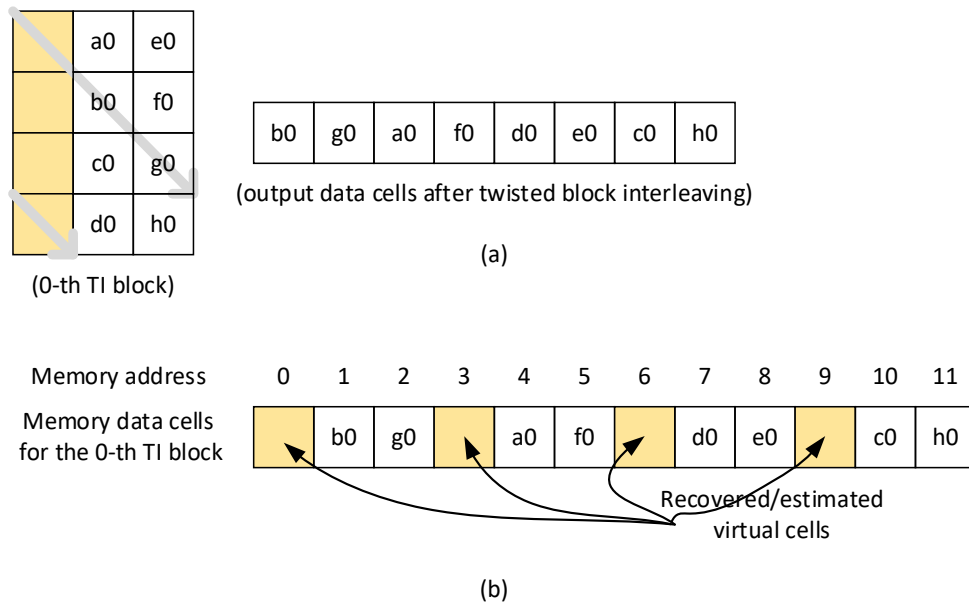 a0 e0
b0 f0
c0 g0
d0 h0
(0-th TI block)
b0 g0 a0 f0 d0 e0 c0 h0
(output data cells after twisted block interleaving)
(a)
Memory address 0 1 2 3 4 5 6 7 8 9 10 11
Memory data cells
for the 0-th TI block
b0 g0 a0 f0 d0 e0 c0 h0
Recovered/estimated
virtual cells
(b)